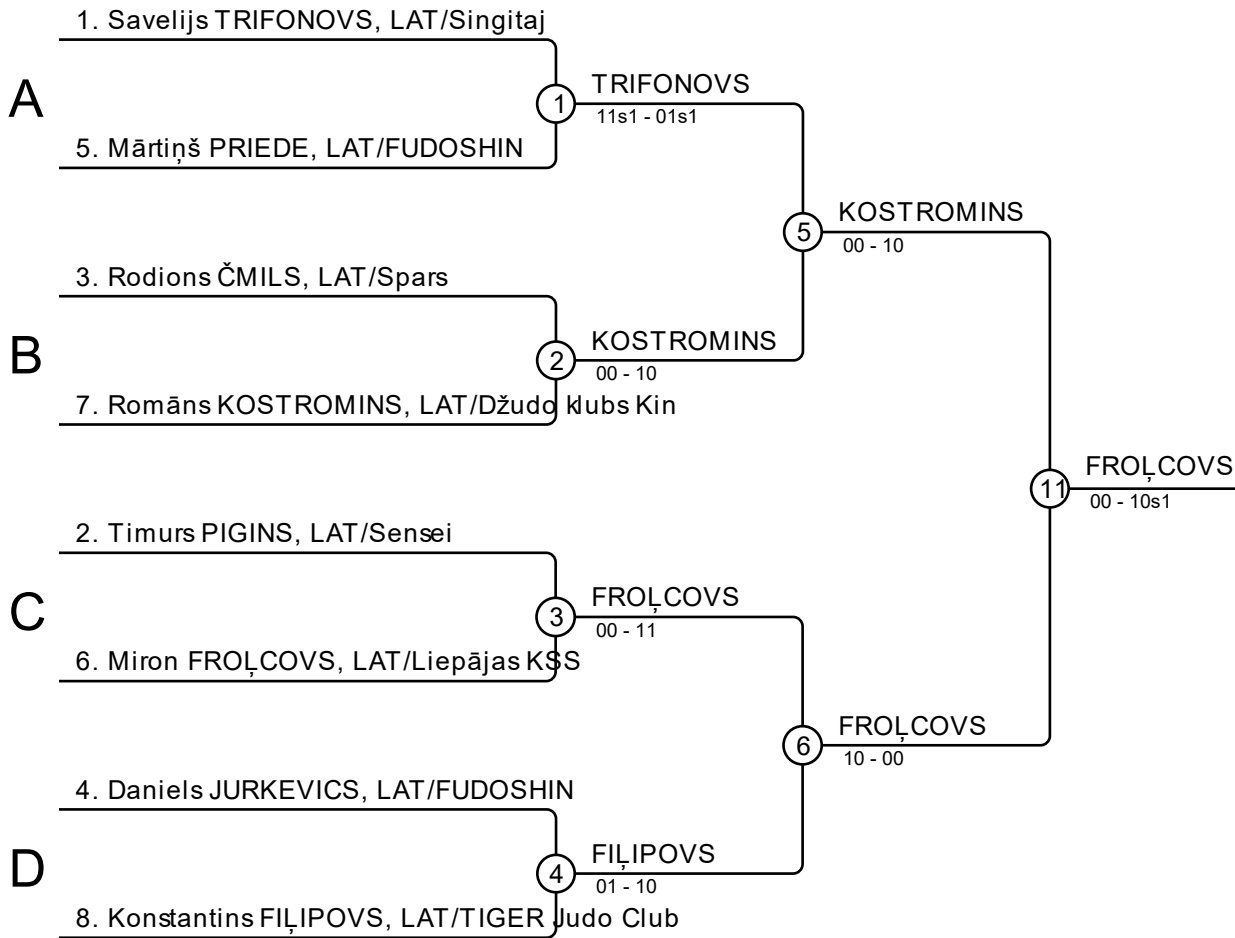 1. Savelijs TRIFONOVS, LAT/Singitaj
A
1
TRIFONOVS
11s1 - 01s1
5. Mārtiņš PRIEDE, LAT/FUDOSHIN
5
KOSTROMINS
00 - 10
3. Rodions ČMILS, LAT/Spars
B
2
KOSTROMINS
00 - 10
7. Romāns KOSTROMINS, LAT/Džudo klubs Kin
11
FROĻCOVS
00 - 10s1
2. Timurs PIGINS, LAT/Sensei
C
3
FROĻCOVS
00 - 11
6. Miron FROĻCOVS, LAT/Liepājas KSS
6
FROĻCOVS
10 - 00
4. Daniels JURKEVICS, LAT/FUDOSHIN
D
4
FIĻIPOVS
01 - 10
8. Konstantins FIĻIPOVS, LAT/TIGER Judo Club